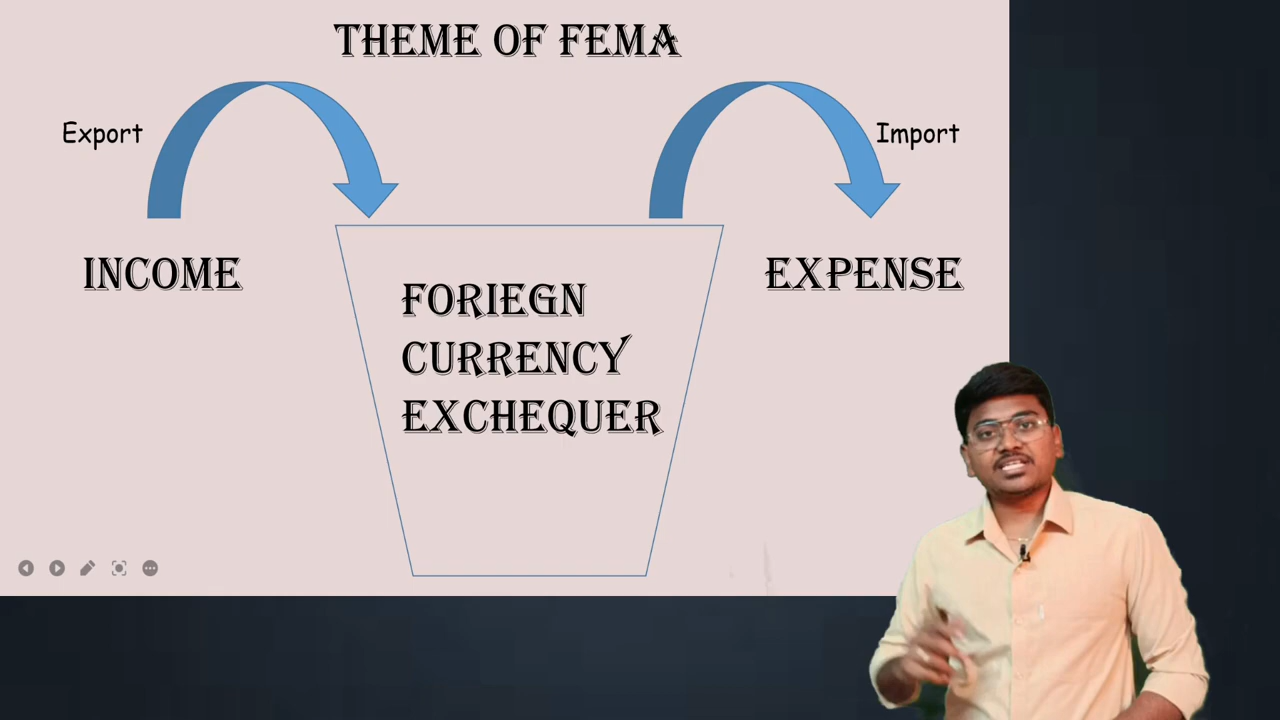 THEME OF FEMA
Export
Import
INCOME
EXPENSE
FORIEGN
CURRENCY
EXCHEQUER